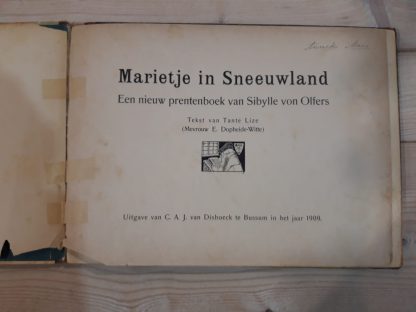 Marietje in Sneeuwland
Een nieuw prentenboek van Sibylle von Olfers
Tekst van Tante Lize
(Mevrouw E. Dopheide-Witte)
Uitgave van C. A. J. van Dishoeck te Bussum in het jaar 1909.